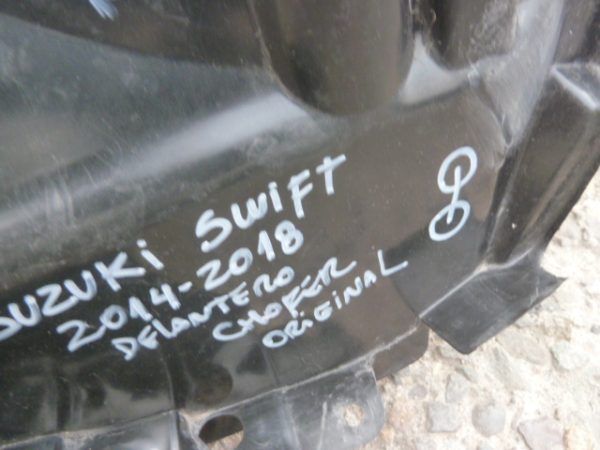 SUZUKi SWiFT
2014-2018
DELANTERO
CHOFER
ORiGiNAL